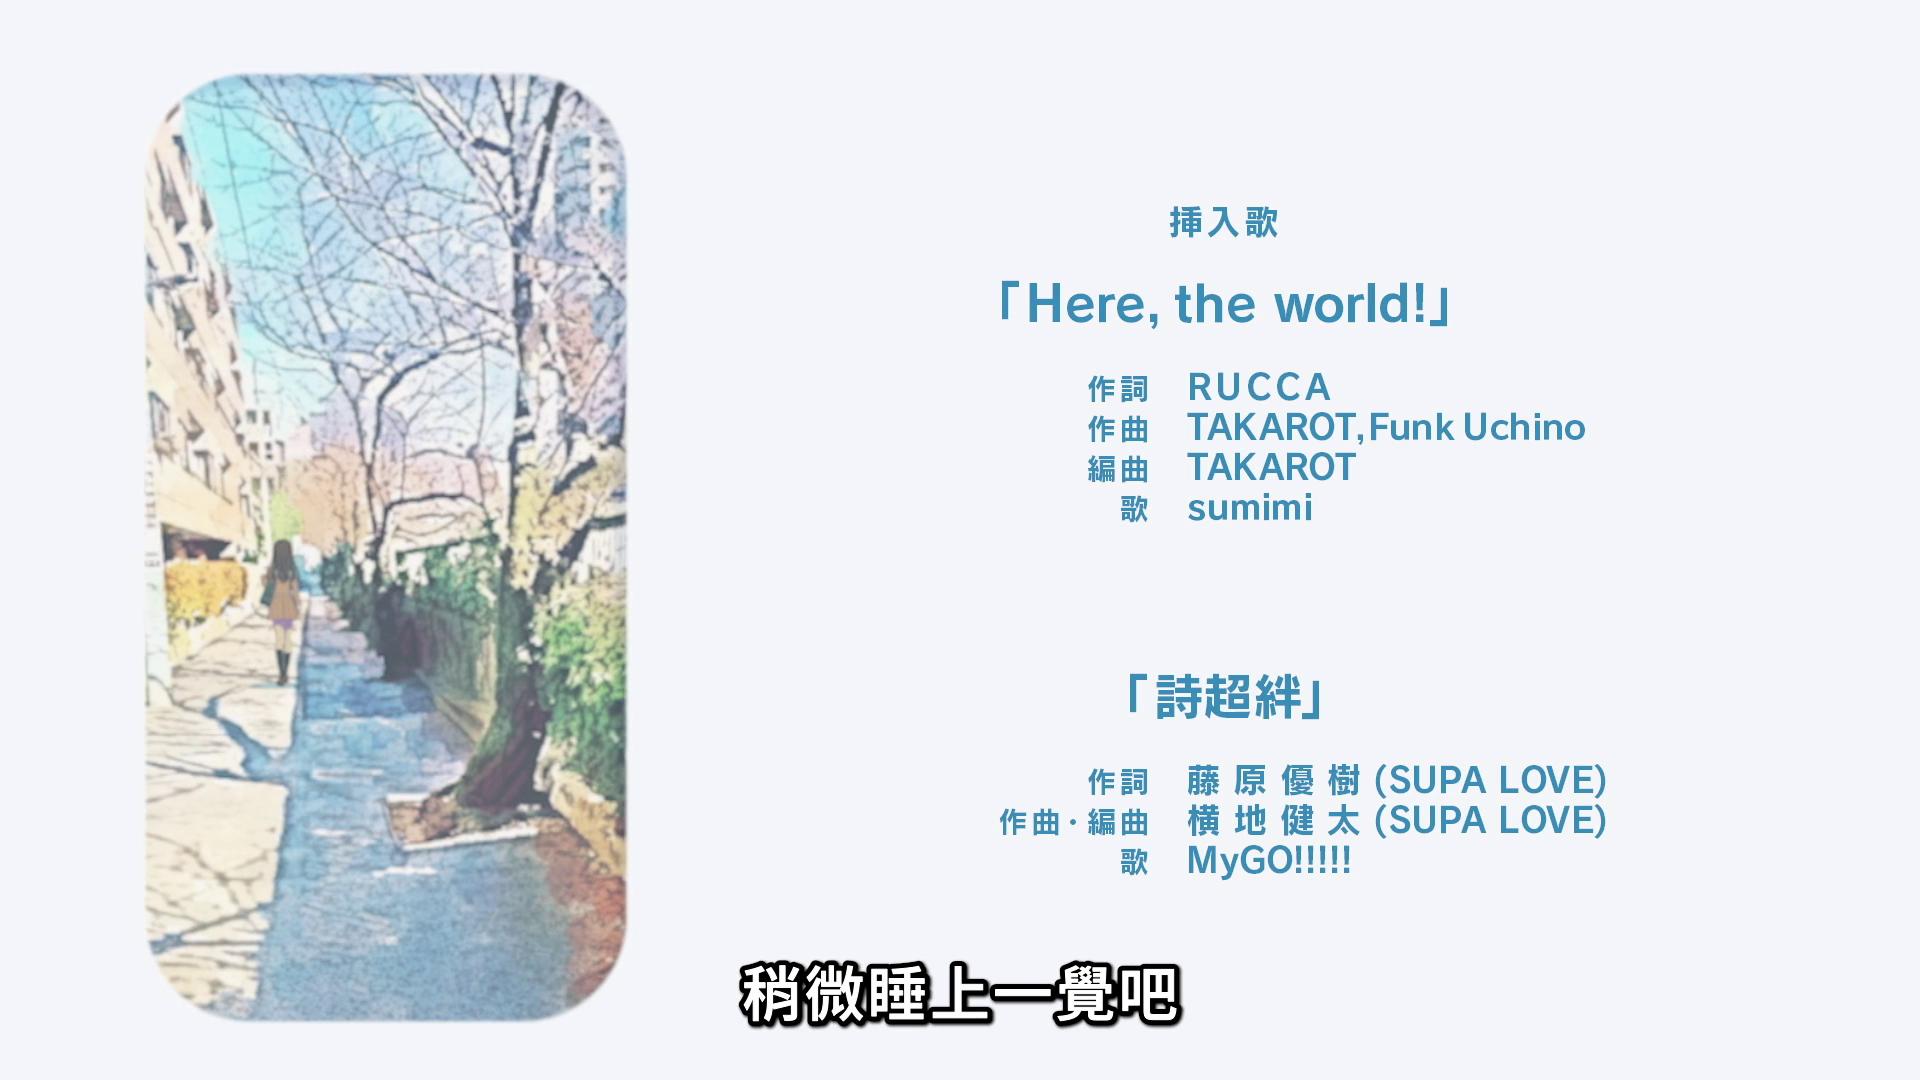 挿入歌
「Here, the world!」
作詞 RUCCA
作曲 TAKAROT,Funk Uchino
編曲 TAKAROT
歌 sumimi
「詩超絆」
作詞 藤原優樹 (SUPA LOVE)
作曲・編曲 横地健太 (SUPA LOVE)
歌 MyGO!!!!!
稍微睡上一覺吧